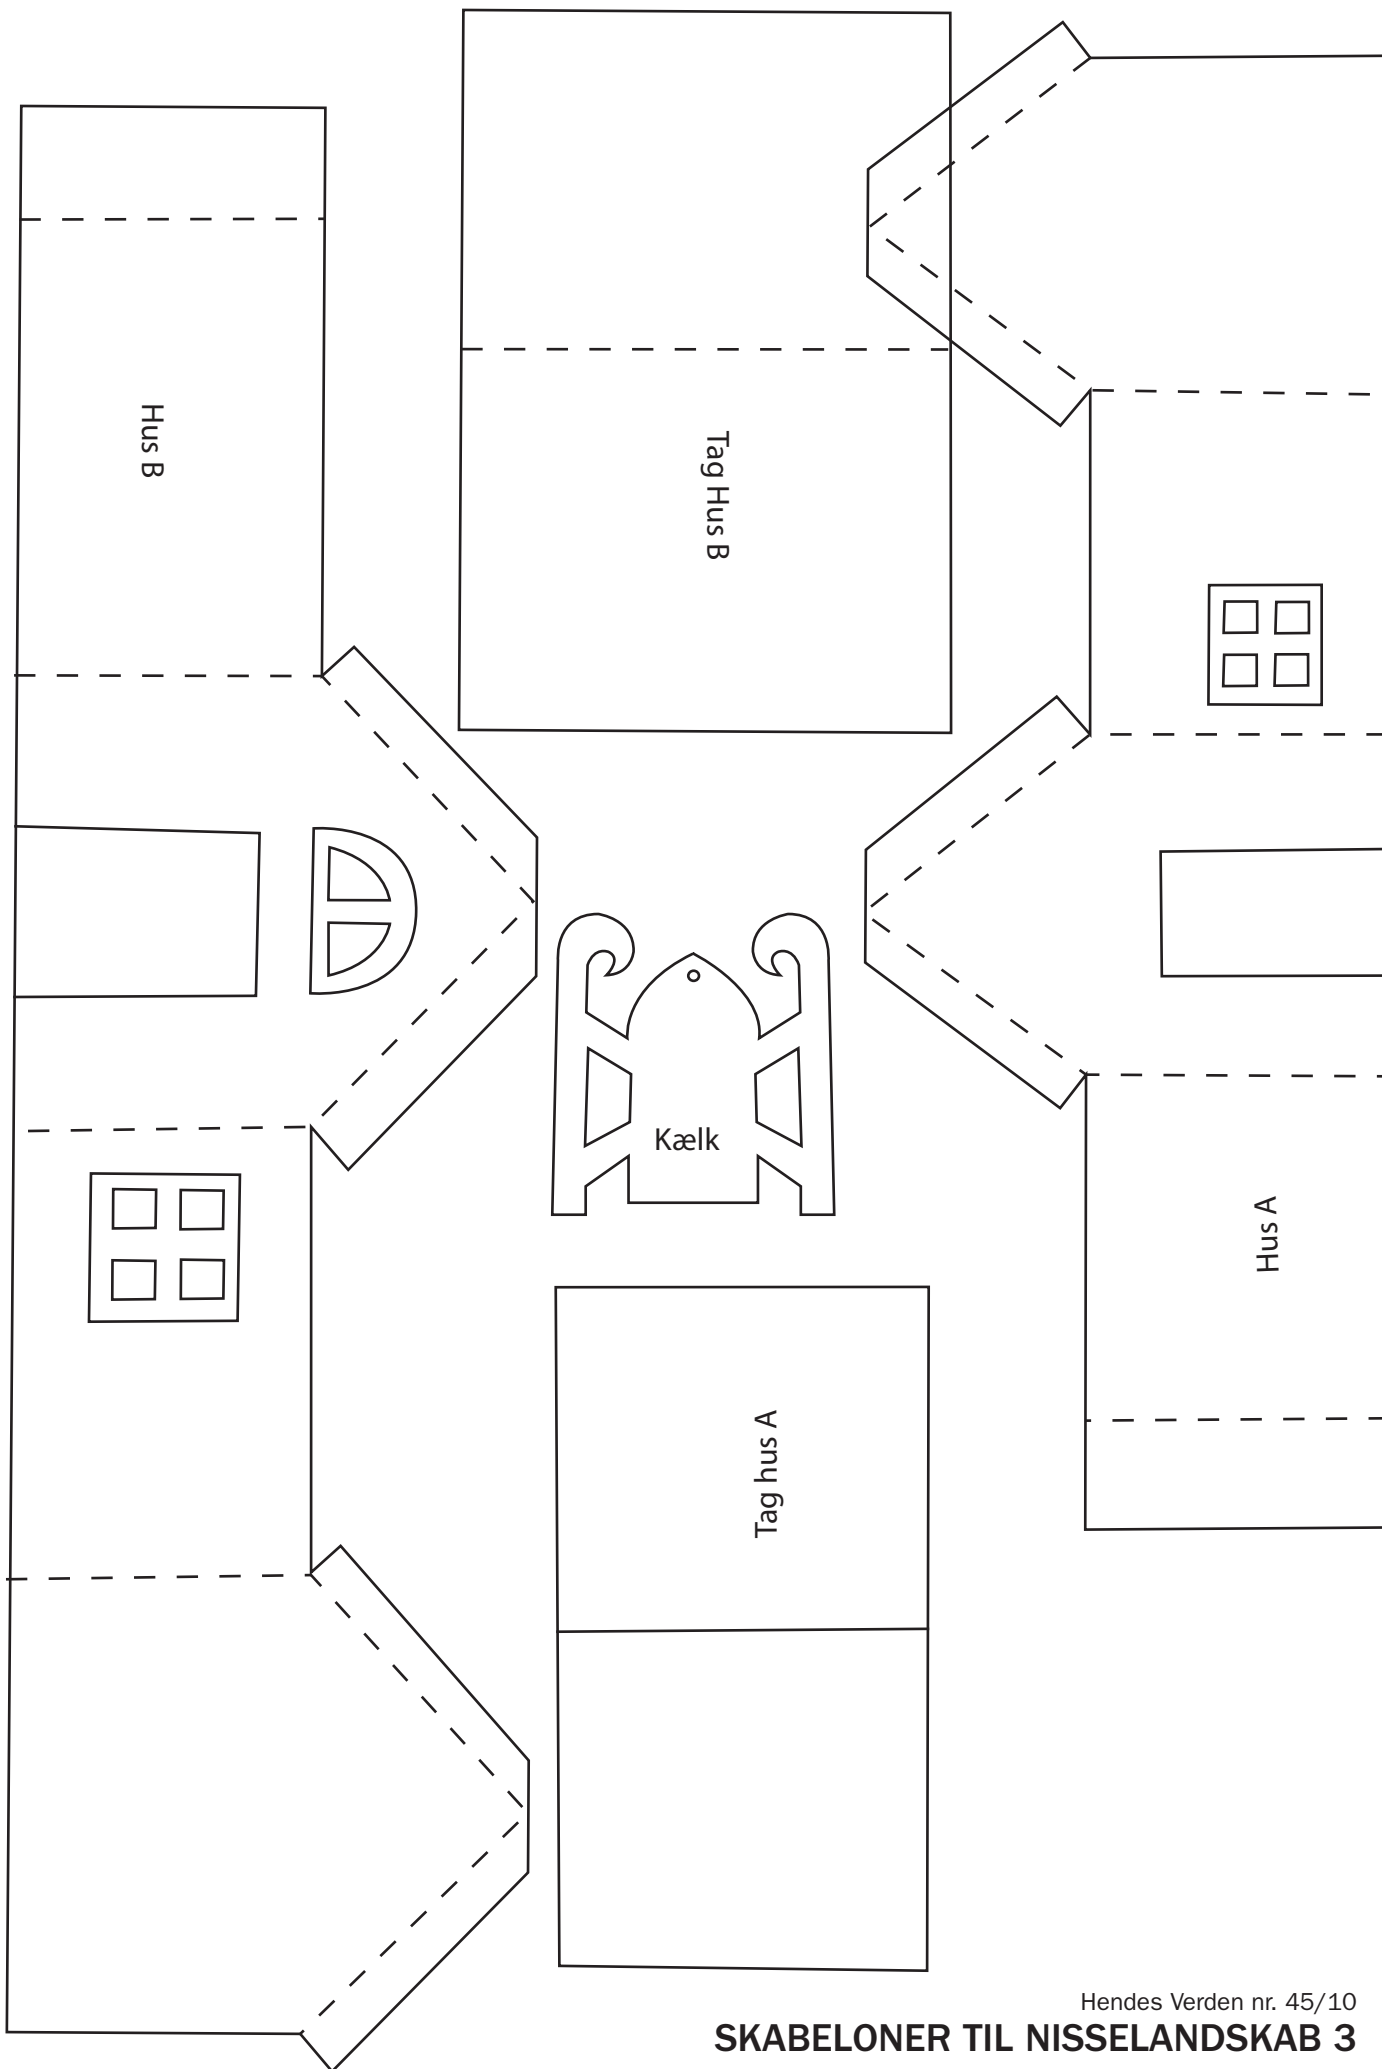 Hus B
Tag Hus B
Kælk
Hus A
Tag hus A
Hendes Verden nr. 45/10
SKABELONER TIL NISSELANDSKAB 3